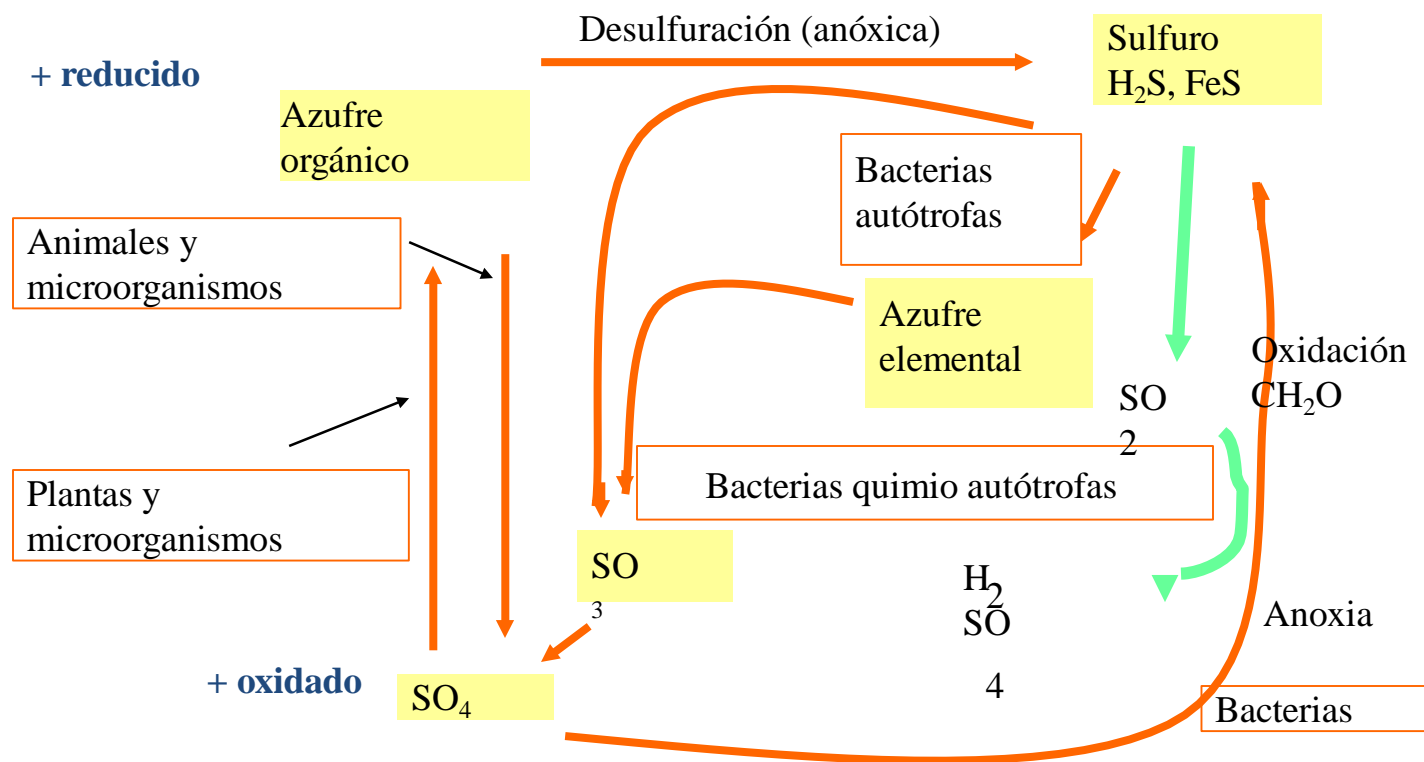 Desulfuración (anóxica)
Sulfuro
H₂S, FeS
+ reducido
Azufre
orgánico
Bacterias
autótrofas
Animales y
microorganismos
Azufre
elemental
Oxidación
CH₂O
SO
2
Plantas y
microorganismos
Bacterias quimio autótrofas
SO
3
H₂
SO
4
Anoxia
+ oxidado
SO₄
Bacterias